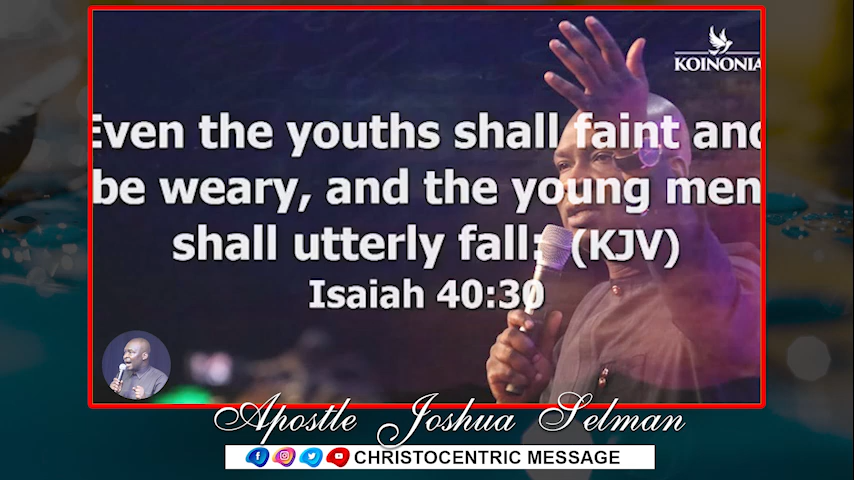 KOINONIA
Even the youths shall faint and
be weary, and the young men
shall utterly fall: (KJV)
Isaiah 40:30
Apostle Joshua Selman
CHRISTOCENTRIC MESSAGE